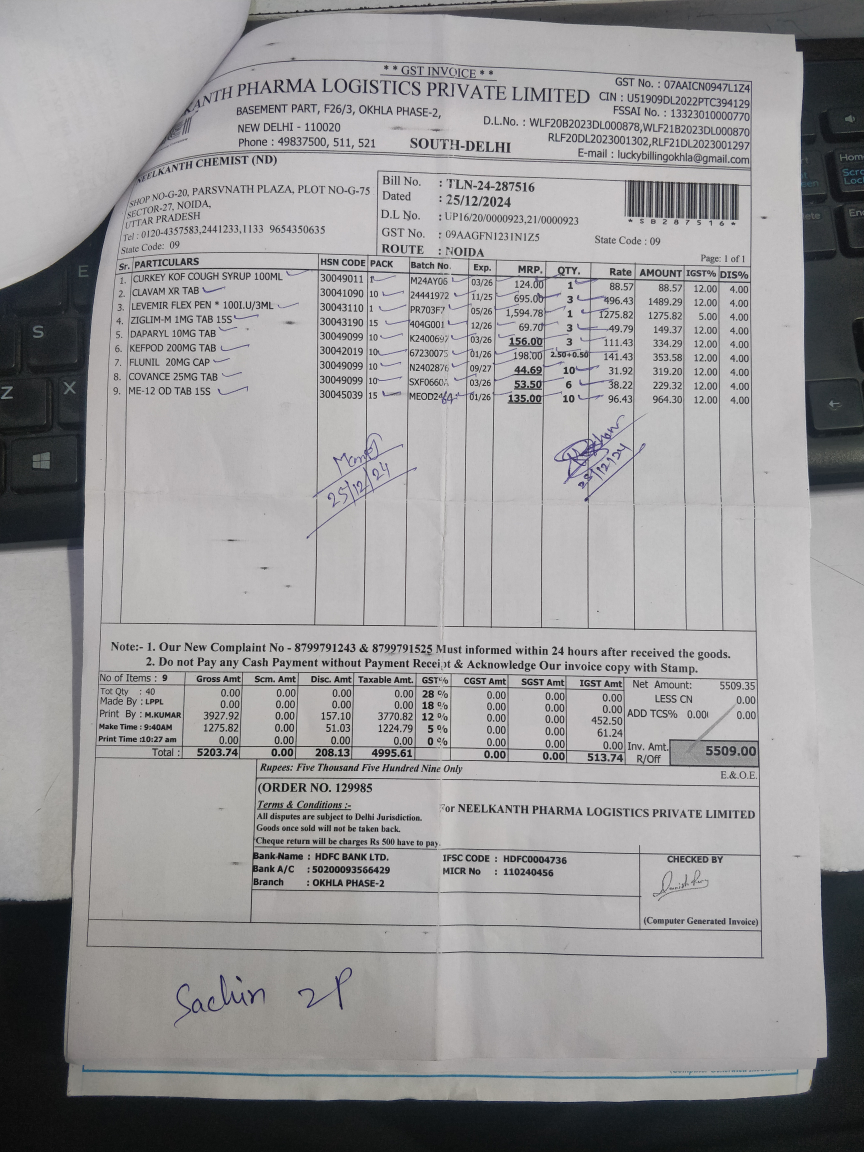 * * GST INVOICE * *
KANTH PHARMA LOGISTICS PRIVATE LIMITED
BASEMENT PART, F26/3, OKHLA PHASE-2,
NEW DELHI - 110020
Phone : 49837500, 511, 521
SOUTH-DELHI
GST No. : 07AAICN0947L1Z4
CIN : U51909DL2022PTC394129
FSSAI No. : 13323010000770
D.L.No. : WLF20B2023DL000878,WLF21B2023DL000870
RLF20DL2023001302,RLF21DL2023001297
E-mail : luckybillingokhla@gmail.com
NEELKANTH CHEMIST (ND)
SHOP NO-G-20, PARSVNATH PLAZA, PLOT NO-G-75
SECTOR-27, NOIDA,
UTTAR PRADESH
Tel : 0120-4357583,2441233,1133 9654350635
State Code: 09
Bill No. : TLN-24-287516
Dated : 25/12/2024
D.L No. : UP16/20/0000923,21/0000923
GST No. : 09AAGFN1231N1Z5
ROUTE : NOIDA
* S B 2 8 7 5 1 6 *
State Code : 09
Page: 1 of 1
Sr. PARTICULARS HSN CODE PACK Batch No. Exp. MRP. QTY. Rate AMOUNT IGST% DIS%
1. CURKEY KOF COUGH SYRUP 100ML 30049011 1 M24AY06 03/26 124.00 1 88.57 88.57 12.00 4.00
2. CLAVAM XR TAB 30041090 10 24441972 11/25 695.00 3 496.43 1489.29 12.00 4.00
3. LEVEMIR FLEX PEN * 100I.U/3ML 30043110 1 PR703F7 05/26 1,594.78 1 1275.82 1275.82 5.00 4.00
4. ZIGLIM-M 1MG TAB 15S 30043190 15 404G001 12/26 69.70 3 49.79 149.37 12.00 4.00
5. DAPARYL 10MG TAB 30049099 10 K2400697 03/26 156.00 3 111.43 334.29 12.00 4.00
6. KEFPOD 200MG TAB 30042019 10 67230075 01/26 198.00 2.50+0.50 141.43 353.58 12.00 4.00
7. FLUNIL 20MG CAP 30049099 10 N2402876 09/27 44.69 10 31.92 319.20 12.00 4.00
8. COVANCE 25MG TAB 30049099 10 SXF0660A 03/26 53.50 6 38.22 229.32 12.00 4.00
9. ME-12 OD TAB 15S 30045039 15 01/26 135.00 10 96.43 964.30 12.00 4.00
25/12/24
25/12/24
Note:- 1. Our New Complaint No - 8799791243 & 8799791525 Must informed within 24 hours after received the goods.
2. Do not Pay any Cash Payment without Payment Receipt & Acknowledge Our invoice copy with Stamp.
No of Items : 9 Gross Amt Scm. Amt Disc. Amt Taxable Amt. GST% CGST Amt SGST Amt IGST Amt
Tot Qty : 40 0.00 0.00 0.00 0.00 28 % 0.00 0.00 0.00
Made By : LPPL 0.00 0.00 0.00 0.00 18 % 0.00 0.00 0.00
Print By : M.KUMAR 3927.92 0.00 157.10 3770.82 12 % 0.00 0.00 452.50
Make Time : 9:40AM 1275.82 0.00 51.03 1224.79 5 % 0.00 0.00 61.24
Print Time :10:27 am 0.00 0.00 0.00 0.00 0 % 0.00 0.00 0.00
Total : 5203.74 0.00 208.13 4995.61 0.00 0.00 513.74
Net Amount: 5509.35
LESS CN 0.00
ADD TCS% 0.00 0.00
Inv. Amt. 5509.00
R/Off
E.& O.E.
Rupees: Five Thousand Five Hundred Nine Only
(ORDER NO. 129985
Terms & Conditions :-
All disputes are subject to Delhi Jurisdiction.
Goods once sold will not be taken back.
Cheque return will be charges Rs 500 have to pay.
For NEELKANTH PHARMA LOGISTICS PRIVATE LIMITED
Bank Name : HDFC BANK LTD.
Bank A/C : 50200093566429
Branch : OKHLA PHASE-2
IFSC CODE : HDFC0004736
MICR No : 110240456
CHECKED BY
(Computer Generated Invoice)
Sachin 2P